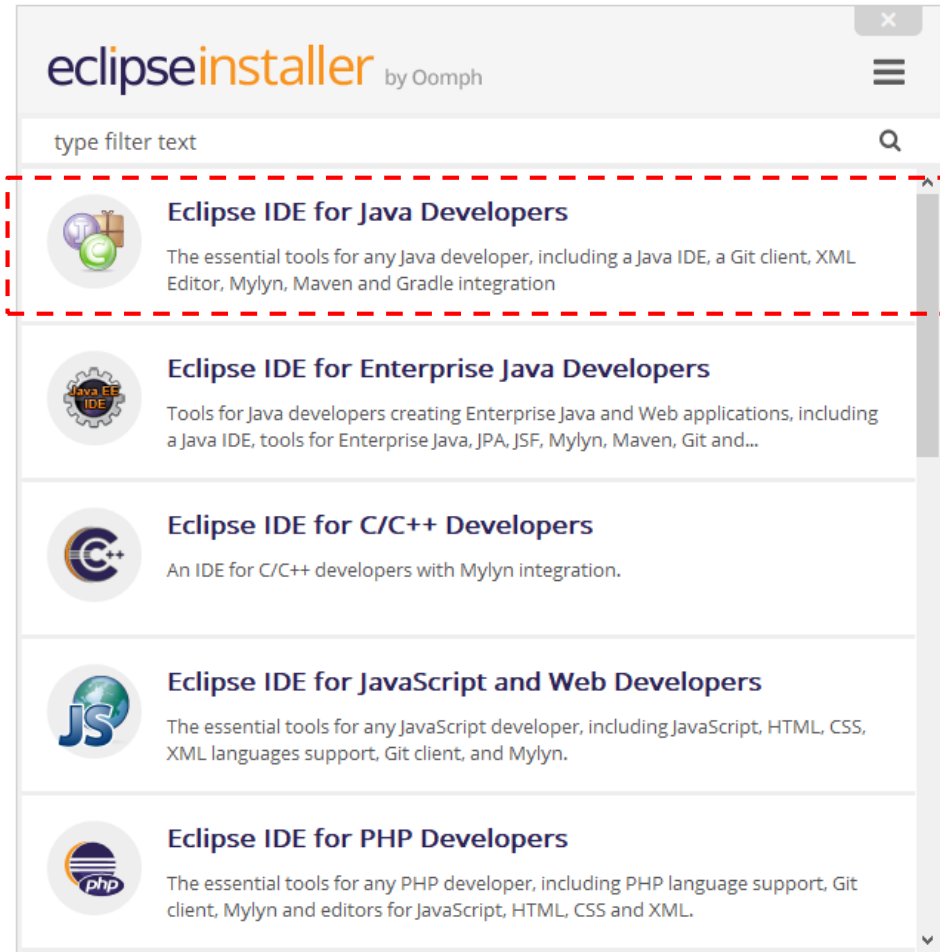 eclipseinstaller by Oomph
type filter text
Eclipse IDE for Java Developers
The essential tools for any Java developer, including a Java IDE, a Git client, XML
Editor, Mylyn, Maven and Gradle integration
Java EE
IDE
Eclipse IDE for Enterprise Java Developers
Tools for Java developers creating Enterprise Java and Web applications, including
a Java IDE, tools for Enterprise Java, JPA, JSF, Mylyn, Maven, Git and...
C++
Eclipse IDE for C/C++ Developers
An IDE for C/C++ developers with Mylyn integration.
JS
Eclipse IDE for JavaScript and Web Developers
The essential tools for any JavaScript developer, including JavaScript, HTML, CSS,
XML languages support, Git client, and Mylyn.
php
Eclipse IDE for PHP Developers
The essential tools for any PHP developer, including PHP language support, Git
client, Mylyn and editors for JavaScript, HTML, CSS and XML.